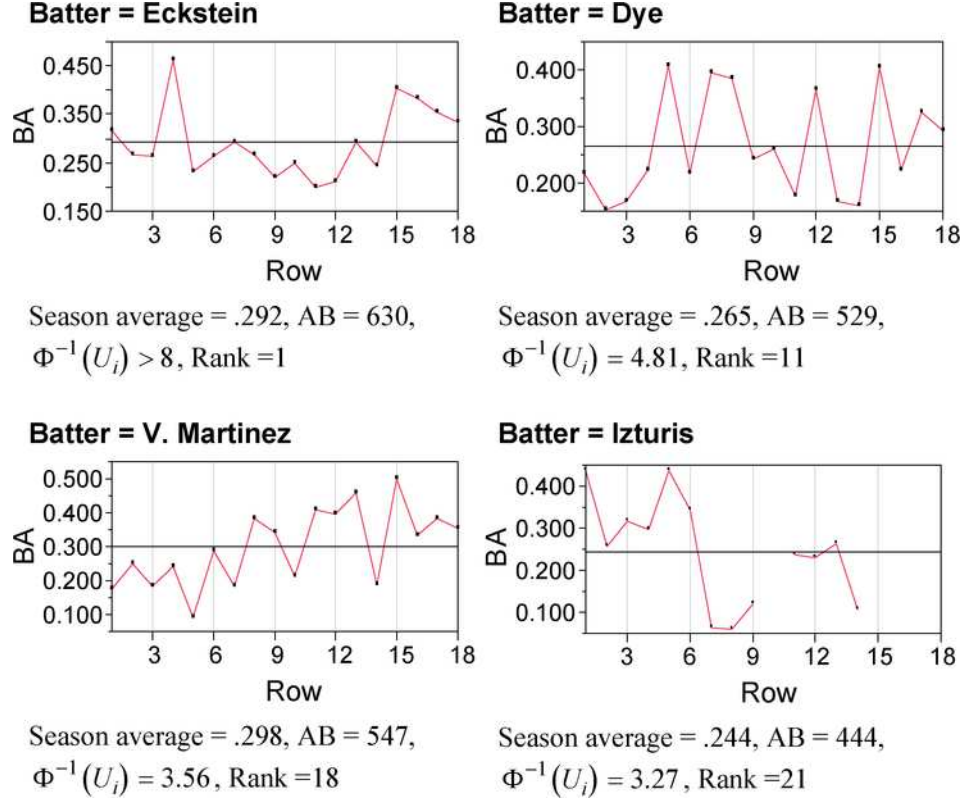 Batter = Eckstein
BA
0.450
0.350
0.250
0.150
3 6 9 12 15 18
Row
Season average = .292, AB = 630,
Φ⁻¹(Uᵢ) > 8, Rank =1
Batter = Dye
BA
0.400
0.300
0.200
3 6 9 12 15 18
Row
Season average = .265, AB = 529,
Φ⁻¹(Uᵢ) = 4.81, Rank =11
Batter = V. Martinez
BA
0.500
0.400
0.300
0.200
0.100
3 6 9 12 15 18
Row
Season average = .298, AB = 547,
Φ⁻¹(Uᵢ) = 3.56, Rank =18
Batter = Izturis
BA
0.400
0.300
0.200
0.100
3 6 9 12 15 18
Row
Season average = .244, AB = 444,
Φ⁻¹(Uᵢ) = 3.27, Rank =21